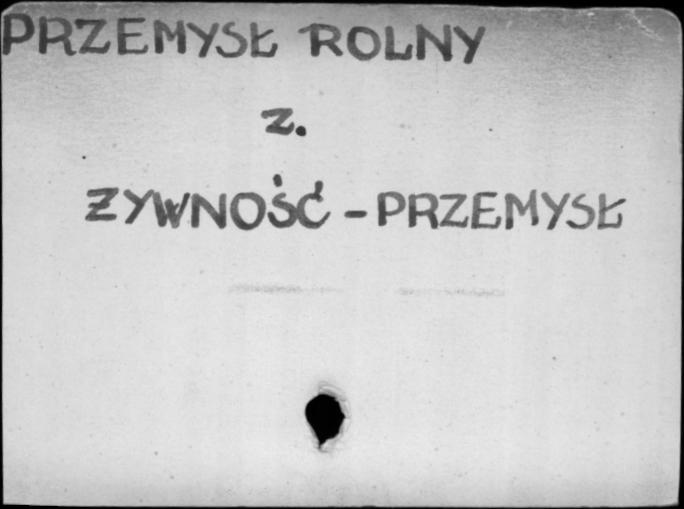 PRZEMYSŁ ROLNY
z.
ŻYWNOŚĆ - PRZEMYSŁ